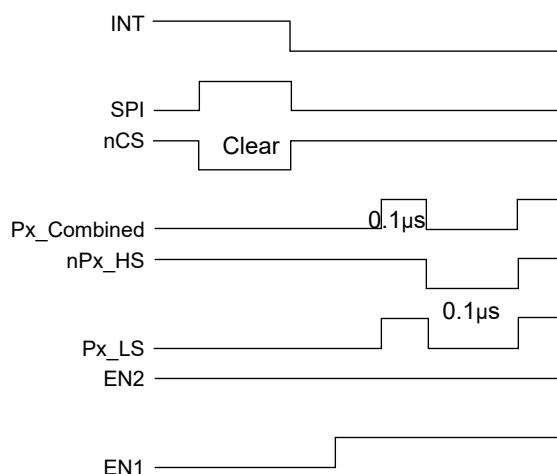 INT
SPI
nCS
Clear
Px_Combined
0.1µs
nPx_HS
0.1µs
Px_LS
EN2
EN1